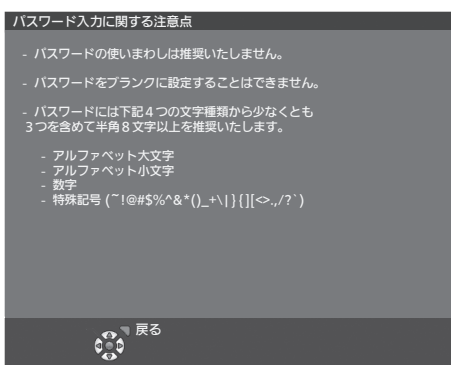 パスワード入力に関する注意点
- パスワードの使いまわしは推奨いたしません。
- パスワードをブランクに設定することはできません。
- パスワードには下記４つの文字種類から少なくとも
３つを含めて半角８文字以上を推奨いたします。
- アルファベット大文字
- アルファベット小文字
- 数字
- 特殊記号 (~!@#$%^&*()_+\|}{][<>.,/?`)
戻る